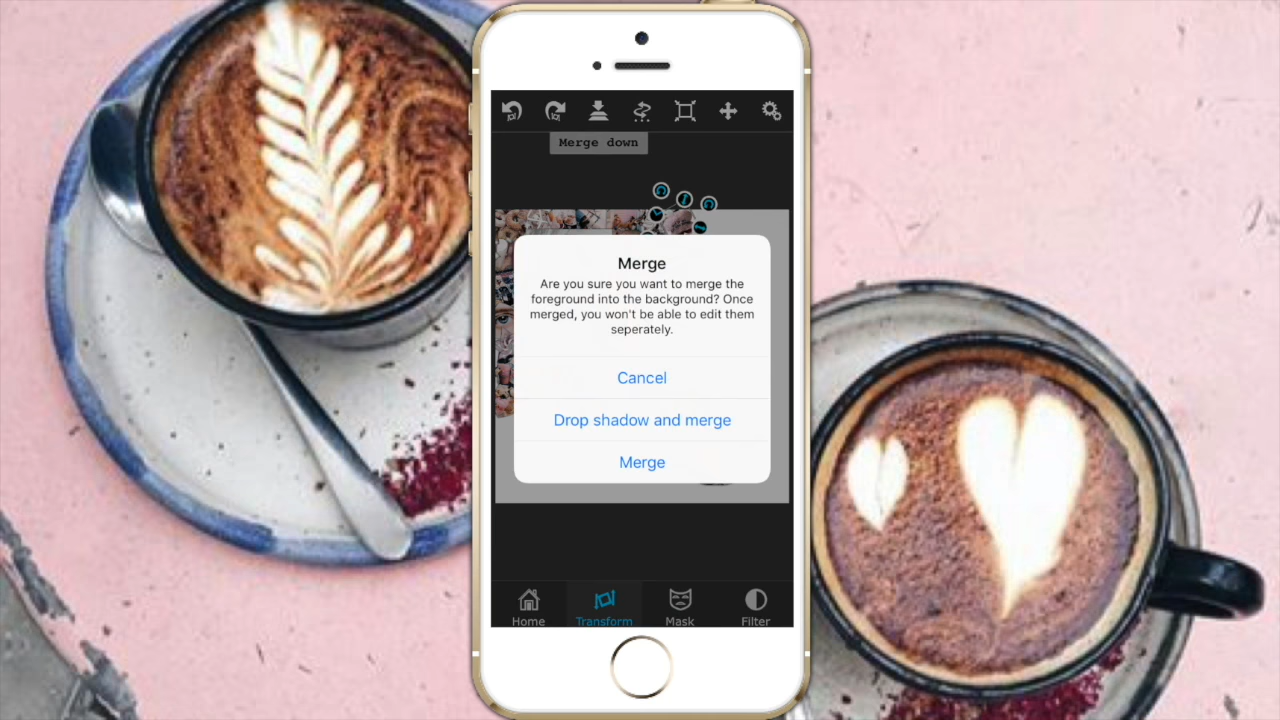 Merge down
Merge
Are you sure you want to merge the
foreground into the background? Once
merged, you won't be able to edit them
seperately.
Cancel
Drop shadow and merge
Merge
Home
Transform
Mask
Filter